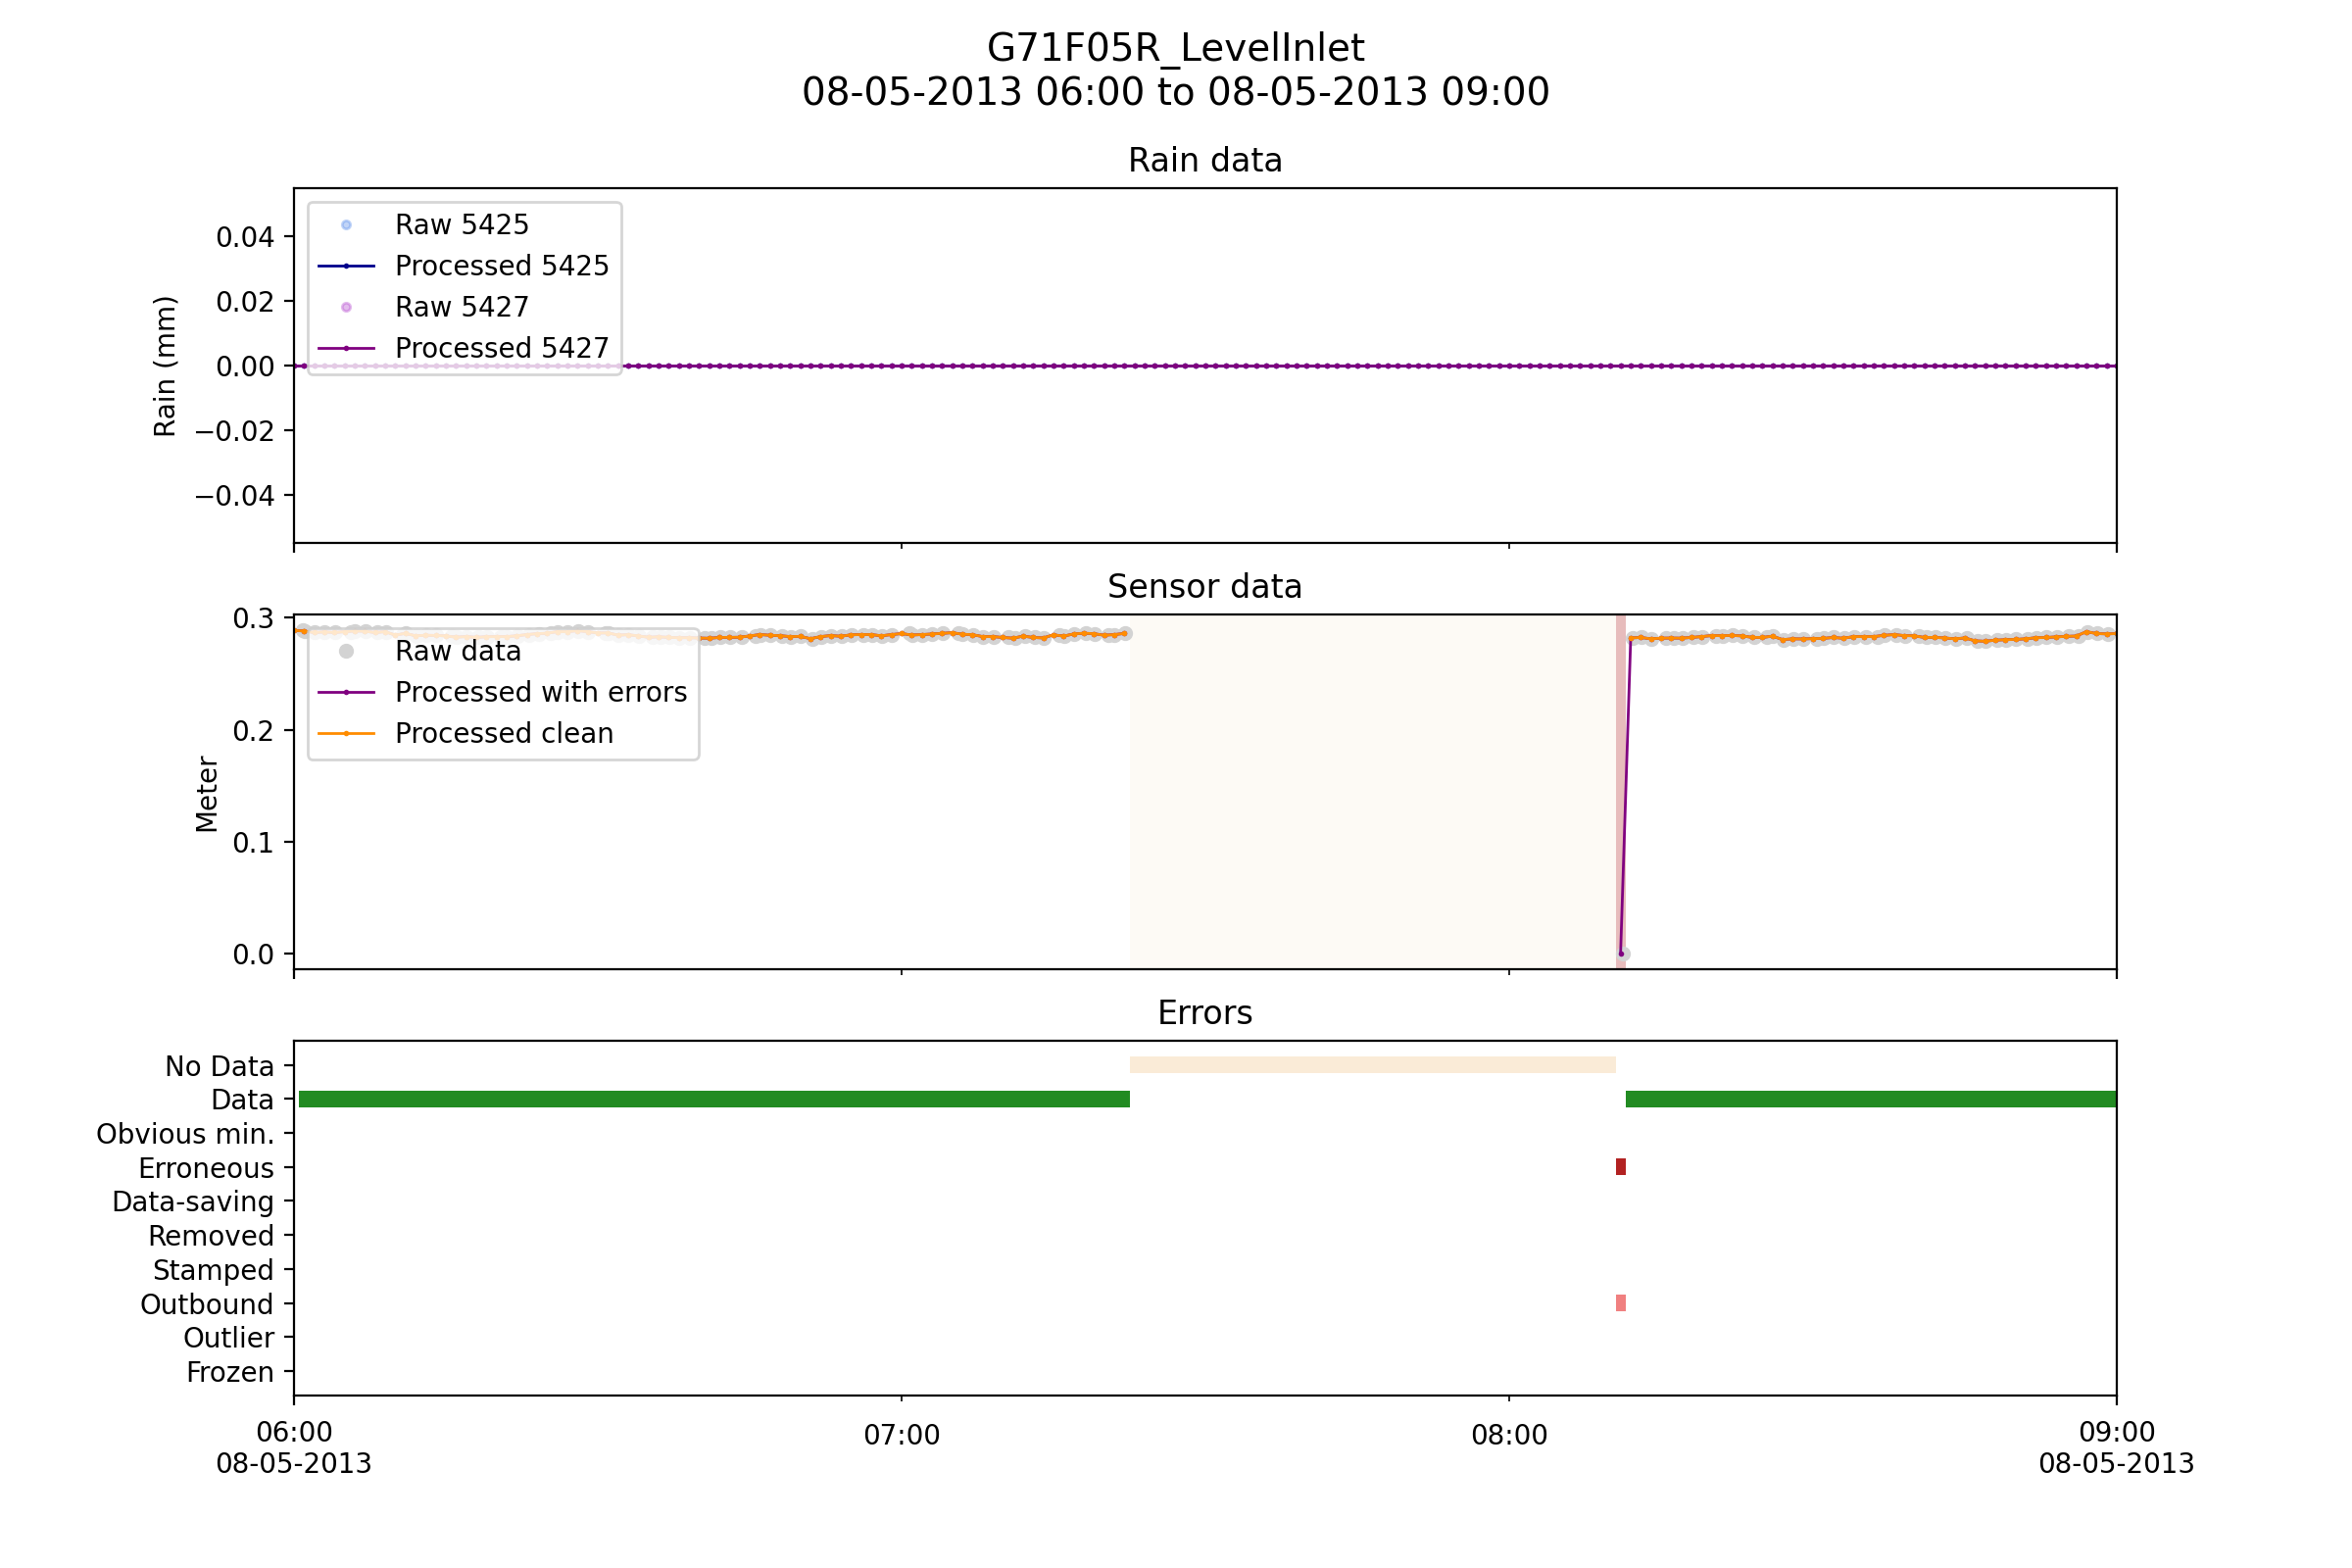 G71F05R_LevelInlet
08-05-2013 06:00 to 08-05-2013 09:00
Rain data
Rain (mm)
0.04
0.02
0.00
−0.02
−0.04
Raw 5425
Processed 5425
Raw 5427
Processed 5427
Sensor data
Meter
0.3
0.2
0.1
0.0
Raw data
Processed with errors
Processed clean
Errors
No Data
Data
Obvious min.
Erroneous
Data-saving
Removed
Stamped
Outbound
Outlier
Frozen
06:00
08-05-2013
07:00
08:00
09:00
08-05-2013